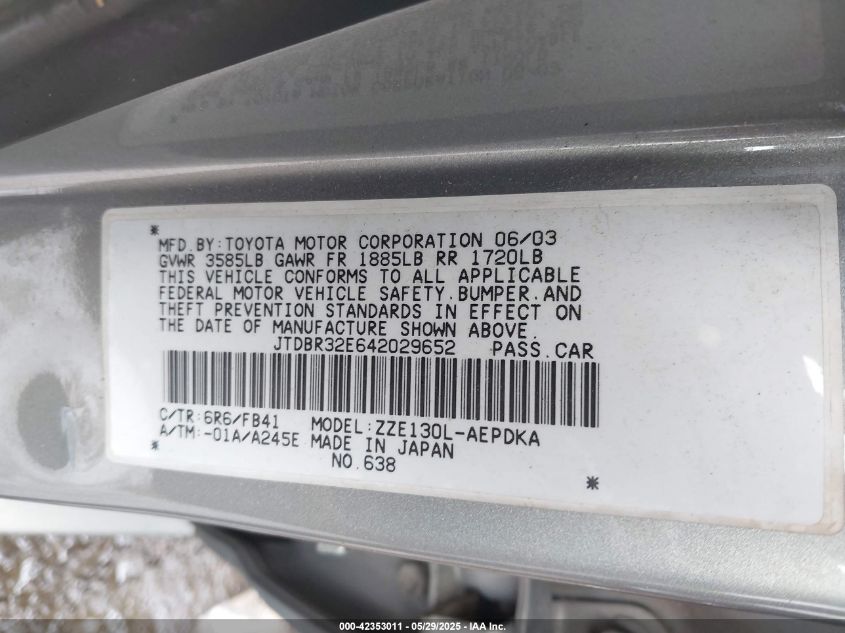 *
MFD.BY:TOYOTA MOTOR CORPORATION 06/03
GVWR 3585LB GAWR FR 1885LB RR 1720LB
THIS VEHICLE CONFORMS TO ALL APPLICABLE
FEDERAL MOTOR VEHICLE SAFETY.BUMPER.AND
THEFT PREVENTION STANDARDS IN EFFECT ON
THE DATE OF MANUFACTURE SHOWN ABOVE.
JTDBR32E642029652 PASS.CAR
C/TR:6R6/FB41 MODEL:ZZE130L-AEPDKA
A/TM:-01A/A245E MADE IN JAPAN
* NO.638 *
000-42353011 - 05/29/2025 - IAA Inc.